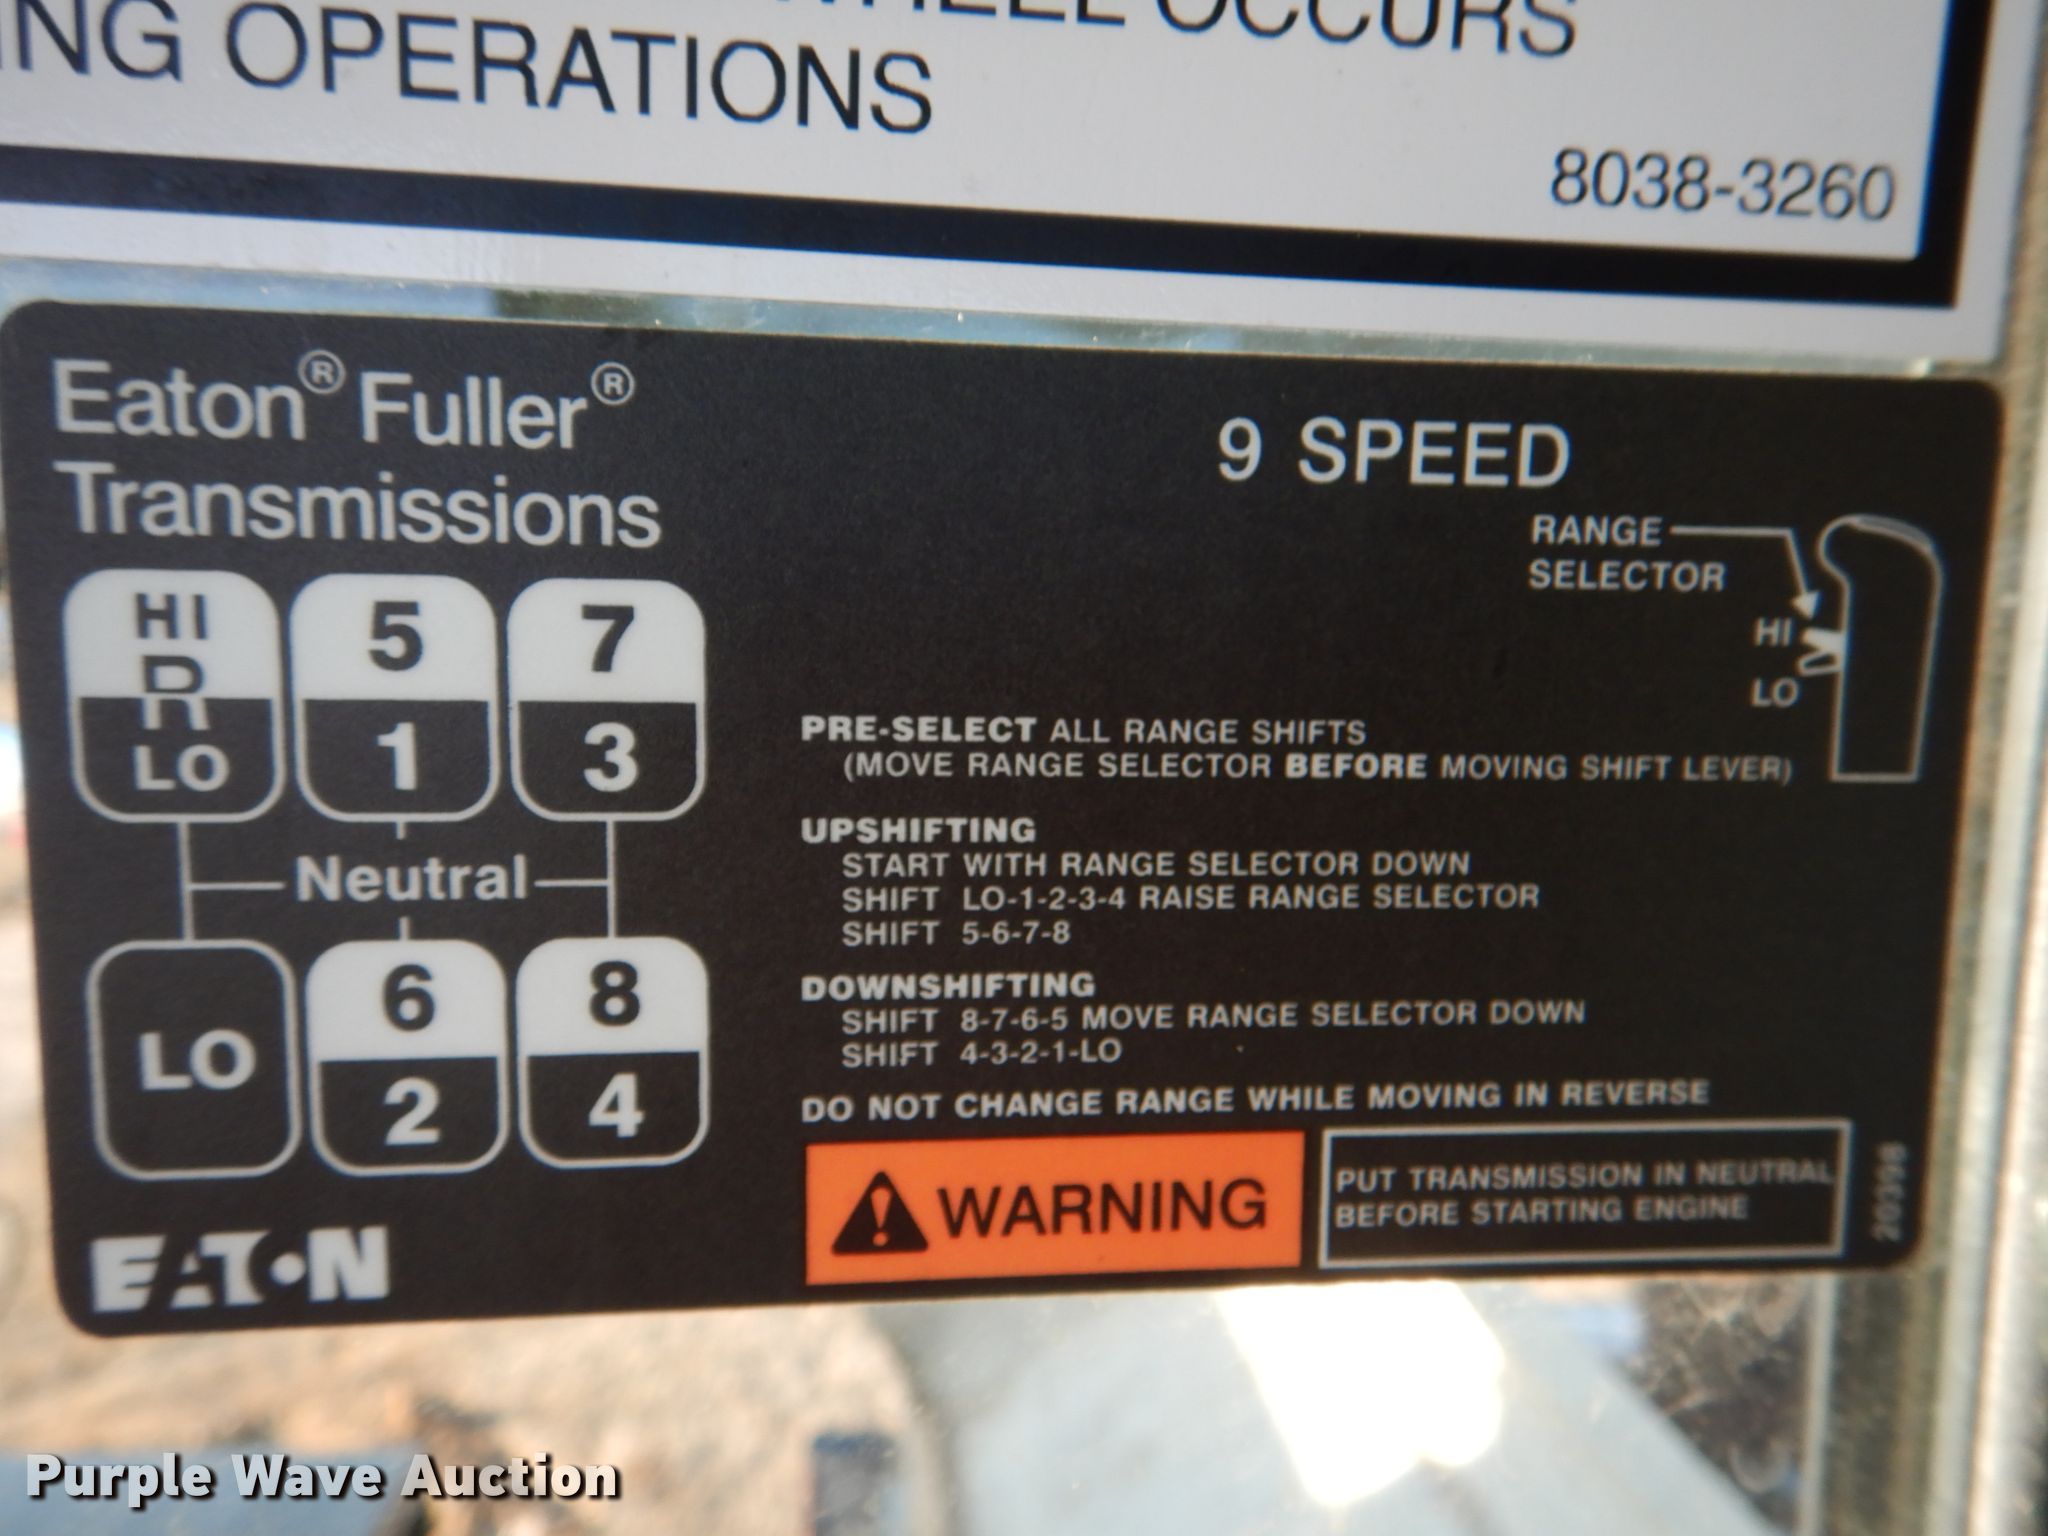 WHEEL OCCURS
ING OPERATIONS
8038-3260
Eaton® Fuller®
Transmissions
9 SPEED
RANGE
SELECTOR
HI
LO
HI
R
R
LO
5
1
7
3
Neutral
LO
6
2
8
4
PRE-SELECT ALL RANGE SHIFTS
(MOVE RANGE SELECTOR BEFORE MOVING SHIFT LEVER)
UPSHIFTING
START WITH RANGE SELECTOR DOWN
SHIFT LO-1-2-3-4 RAISE RANGE SELECTOR
SHIFT 5-6-7-8
DOWNSHIFTING
SHIFT 8-7-6-5 MOVE RANGE SELECTOR DOWN
SHIFT 4-3-2-1-LO
DO NOT CHANGE RANGE WHILE MOVING IN REVERSE
WARNING
PUT TRANSMISSION IN NEUTRAL
BEFORE STARTING ENGINE
20398
EATON
Purple Wave Auction